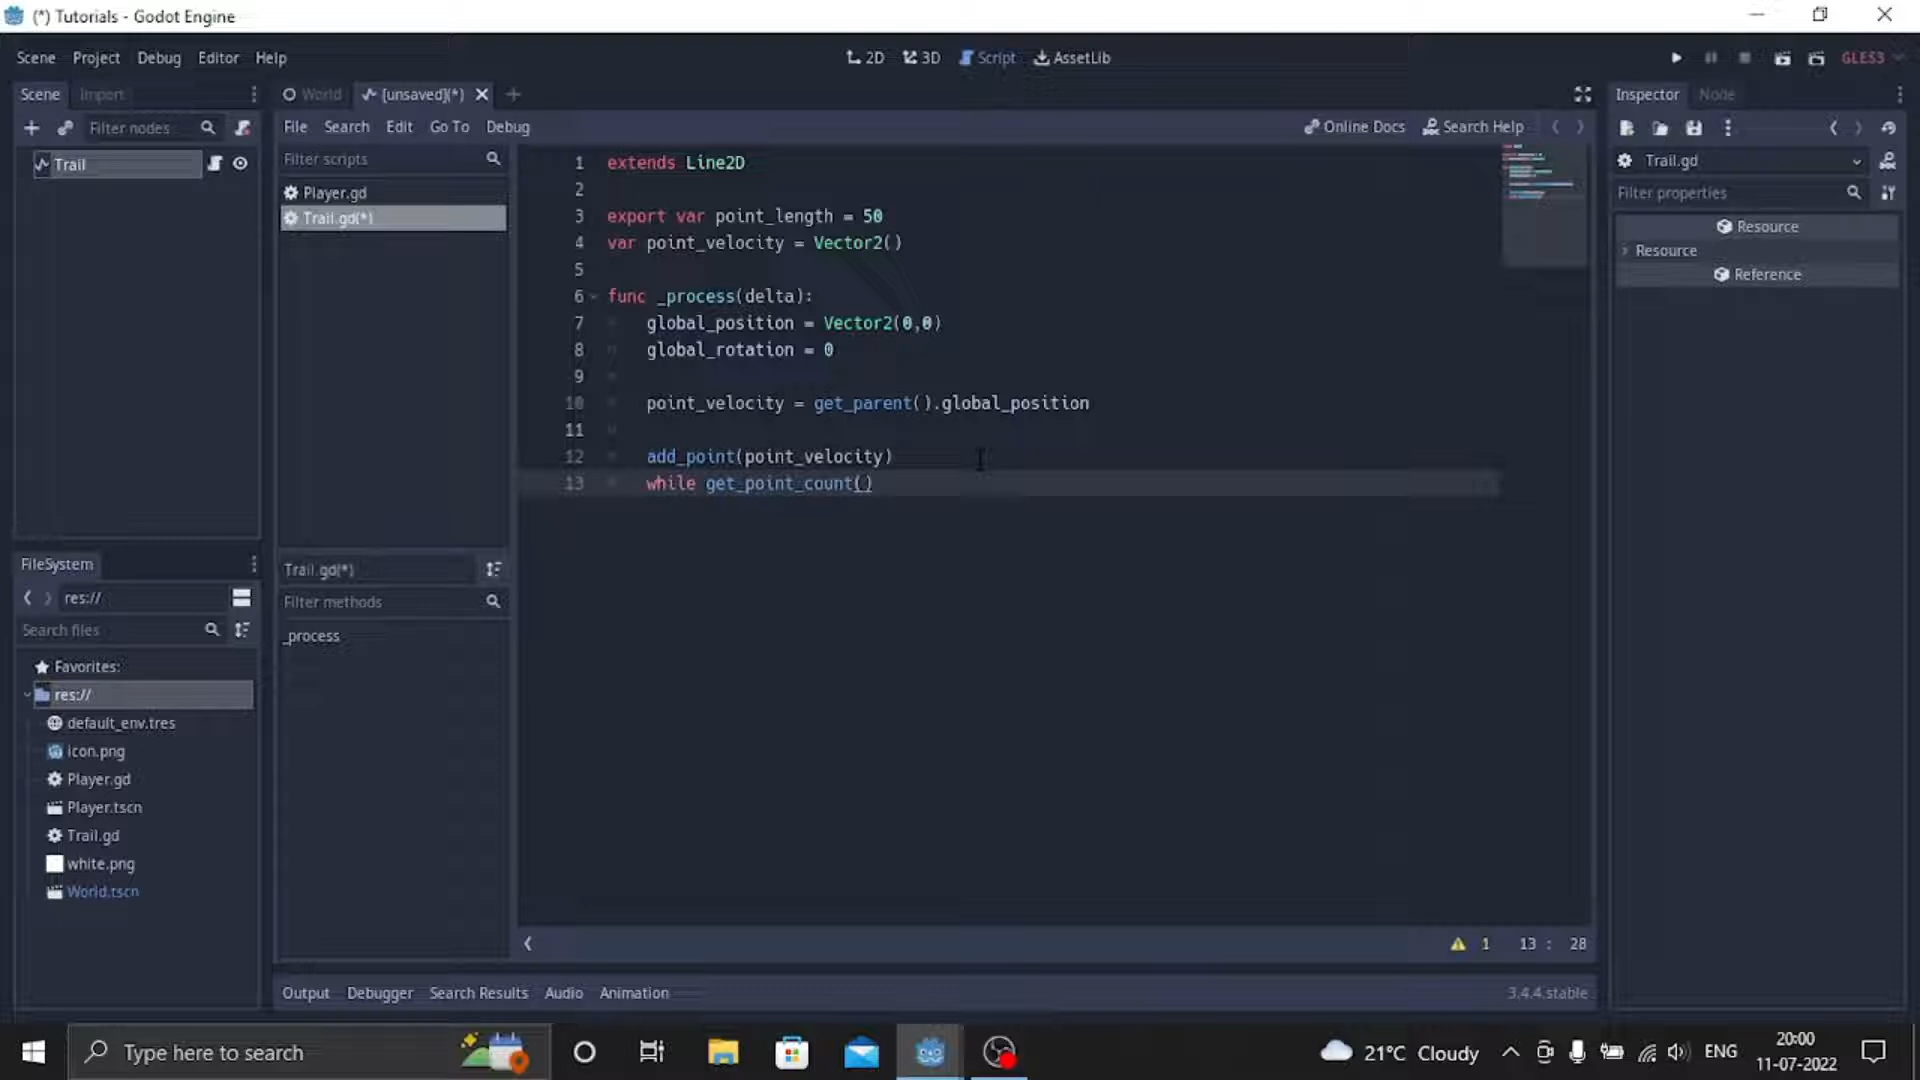 (*) Tutorials - Godot Engine
Scene Project Debug Editor Help
2D 3D Script AssetLib
GLES3
Scene Import
World [unsaved](*)
Inspector Node
Filter nodes
File Search Edit Go To Debug
Online Docs Search Help
Trail
Filter scripts
Player.gd
Trail.gd(*)
1 extends Line2D
2
3 export var point_length = 50
4 var point_velocity = Vector2()
5
6 func _process(delta):
7 global_position = Vector2(0,0)
8 global_rotation = 0
9
10 point_velocity = get_parent().global_position
11
12 add_point(point_velocity)
13 while get_point_count()
Trail.gd
Filter properties
Resource
Resource
Reference
FileSystem
res://
Search files
Favorites:
res://
default_env.tres
icon.png
Player.gd
Player.tscn
Trail.gd
white.png
World.tscn
Trail.gd(*)
Filter methods
_process
1 13 : 28
Output Debugger Search Results Audio Animation
3.4.4.stable
Type here to search
21°C Cloudy
ENG
20:00
11-07-2022